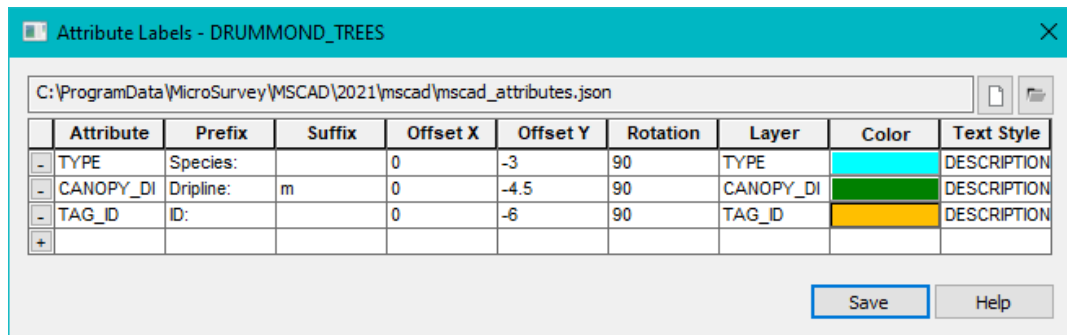 Attribute Labels - DRUMMOND_TREES
C:\ProgramData\MicroSurvey\MSCAD\2021\mscad\mscad_attributes.json
Attribute Prefix Suffix Offset X Offset Y Rotation Layer Color Text Style
- TYPE Species: 0 -3 90 TYPE DESCRIPTION
- CANOPY_DI Dripline: m 0 -4.5 90 CANOPY_DI DESCRIPTION
- TAG_ID ID: 0 -6 90 TAG_ID DESCRIPTION
+
Save Help